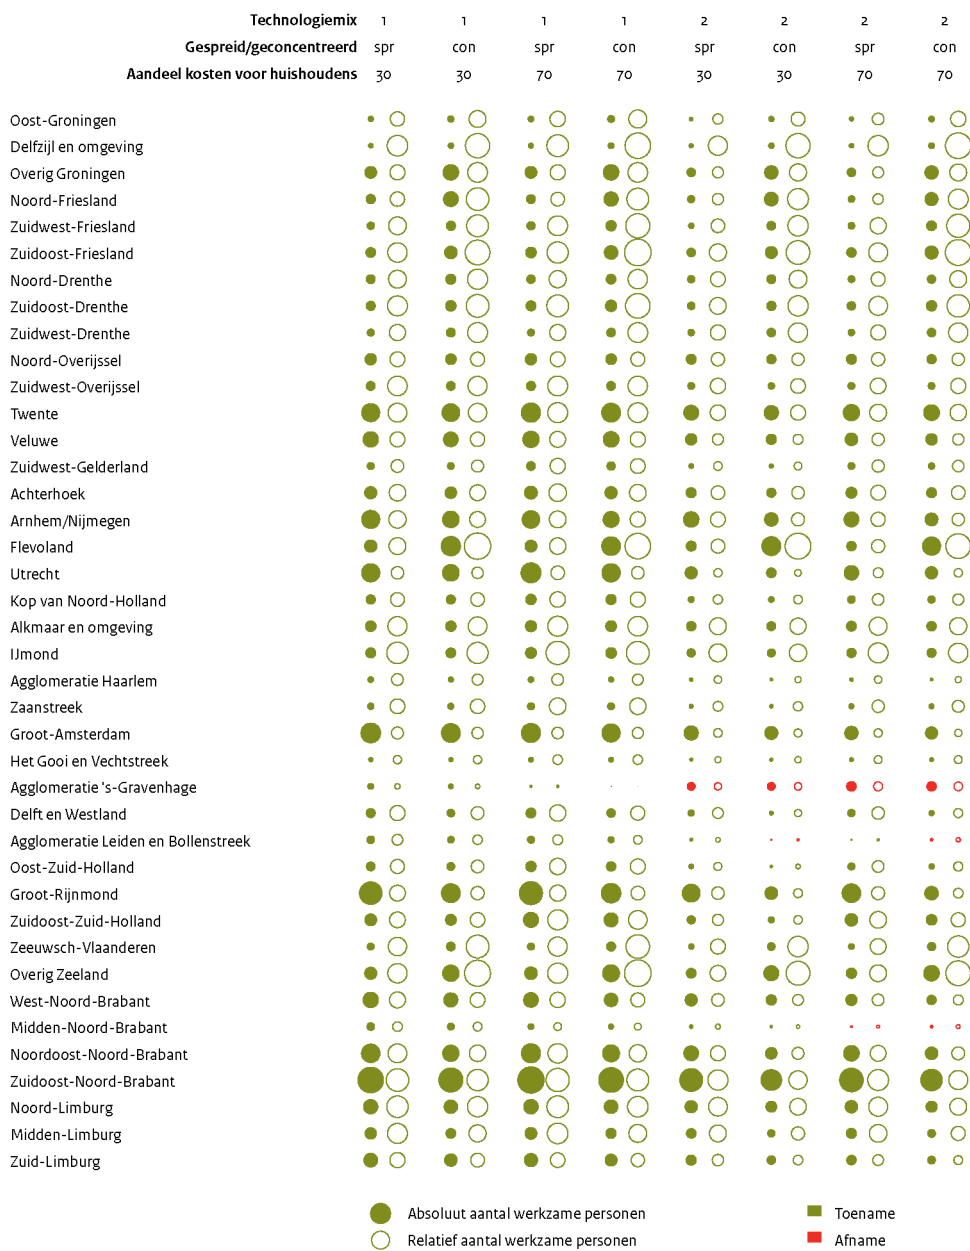 Technologiemix 1 1 1 1 2 2 2 2
Gespreid/geconcentreerd spr con spr con spr con spr con
Aandeel kosten voor huishoudens 30 30 70 70 30 30 70 70
Oost-Groningen
Delfzijl en omgeving
Overig Groningen
Noord-Friesland
Zuidwest-Friesland
Zuidoost-Friesland
Noord-Drenthe
Zuidoost-Drenthe
Zuidwest-Drenthe
Noord-Overijssel
Zuidwest-Overijssel
Twente
Veluwe
Zuidwest-Gelderland
Achterhoek
Arnhem/Nijmegen
Flevoland
Utrecht
Kop van Noord-Holland
Alkmaar en omgeving
IJmond
Agglomeratie Haarlem
Zaanstreek
Groot-Amsterdam
Het Gooi en Vechtstreek
Agglomeratie 's-Gravenhage
Delft en Westland
Agglomeratie Leiden en Bollenstreek
Oost-Zuid-Holland
Groot-Rijnmond
Zuidoost-Zuid-Holland
Zeeuwsch-Vlaanderen
Overig Zeeland
West-Noord-Brabant
Midden-Noord-Brabant
Noordoost-Noord-Brabant
Zuidoost-Noord-Brabant
Noord-Limburg
Midden-Limburg
Zuid-Limburg
Absoluut aantal werkzame personen Toename
Relatief aantal werkzame personen Afname